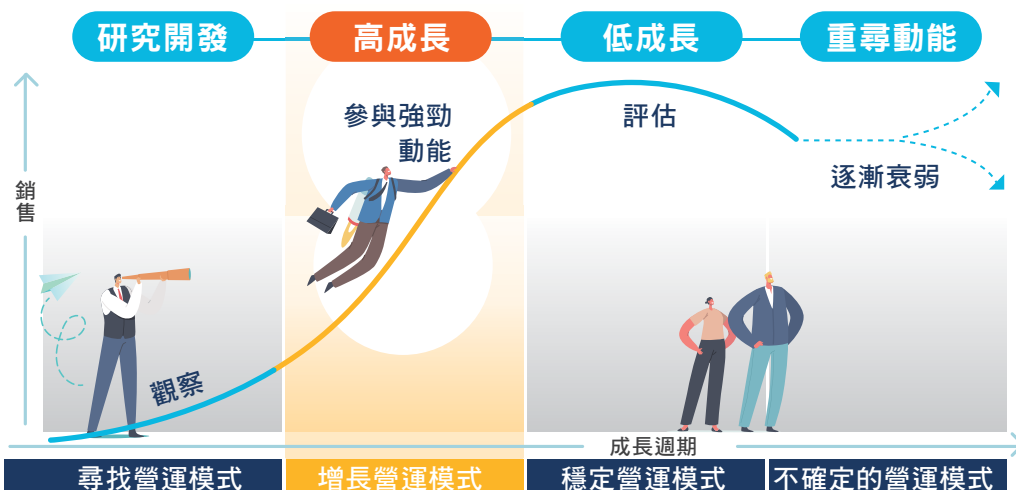 研究開發
高成長
低成長
重尋動能
參與強勁
動能
評估
逐漸衰弱
銷售
觀察
成長週期
尋找營運模式
增長營運模式
穩定營運模式
不確定的營運模式